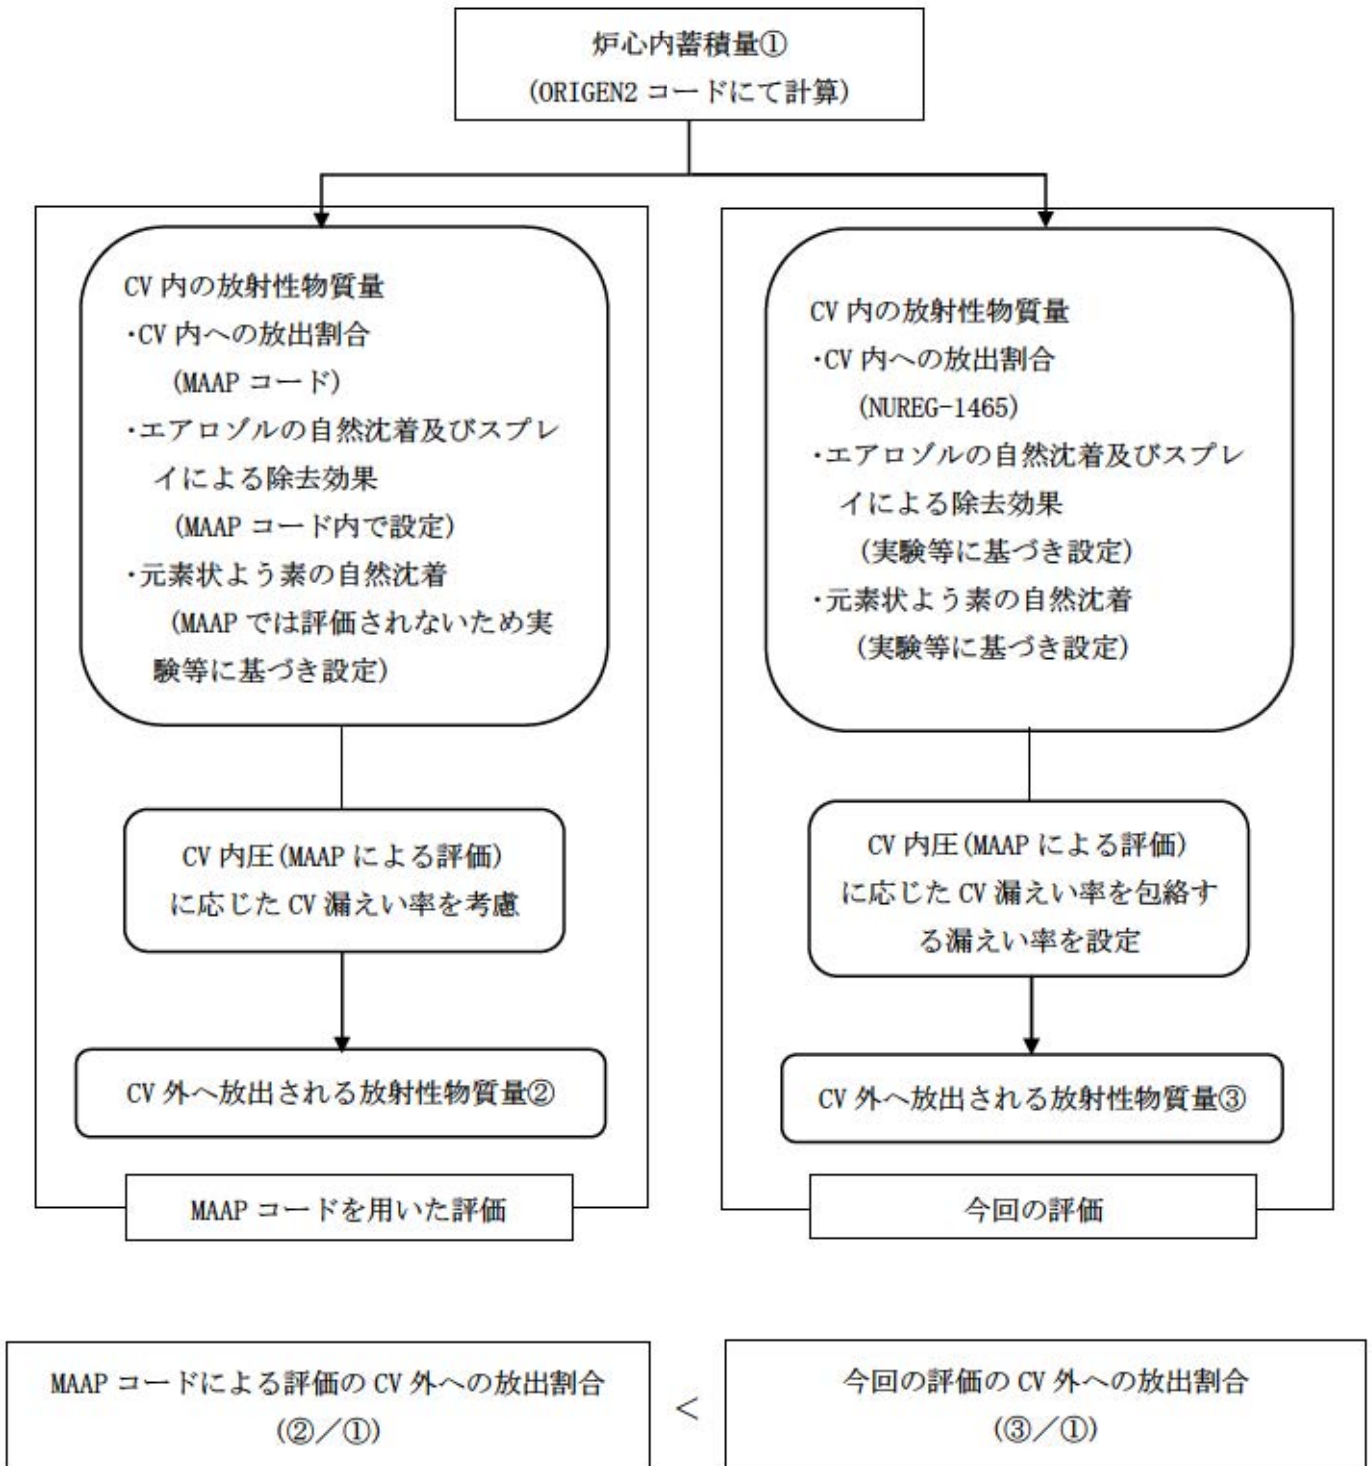 炉心内蓄積量①
(ORIGEN2 コードにて計算)
CV 内の放射性物質量
・CV 内への放出割合
(MAAP コード)
・エアロゾルの自然沈着及びスプレ
イによる除去効果
(MAAP コード内で設定)
・元素状よう素の自然沈着
(MAAP では評価されないため実
験等に基づき設定)
CV 内圧(MAAP による評価)
に応じた CV 漏えい率を考慮
CV 外へ放出される放射性物質量②
MAAP コードを用いた評価
CV 内の放射性物質量
・CV 内への放出割合
(NUREG-1465)
・エアロゾルの自然沈着及びスプレ
イによる除去効果
(実験等に基づき設定)
・元素状よう素の自然沈着
(実験等に基づき設定)
CV 内圧(MAAP による評価)
に応じた CV 漏えい率を包絡す
る漏えい率を設定
CV 外へ放出される放射性物質量③
今回の評価
MAAP コードによる評価の CV 外への放出割合
(②／①)
＜
今回の評価の CV 外への放出割合
(③／①)